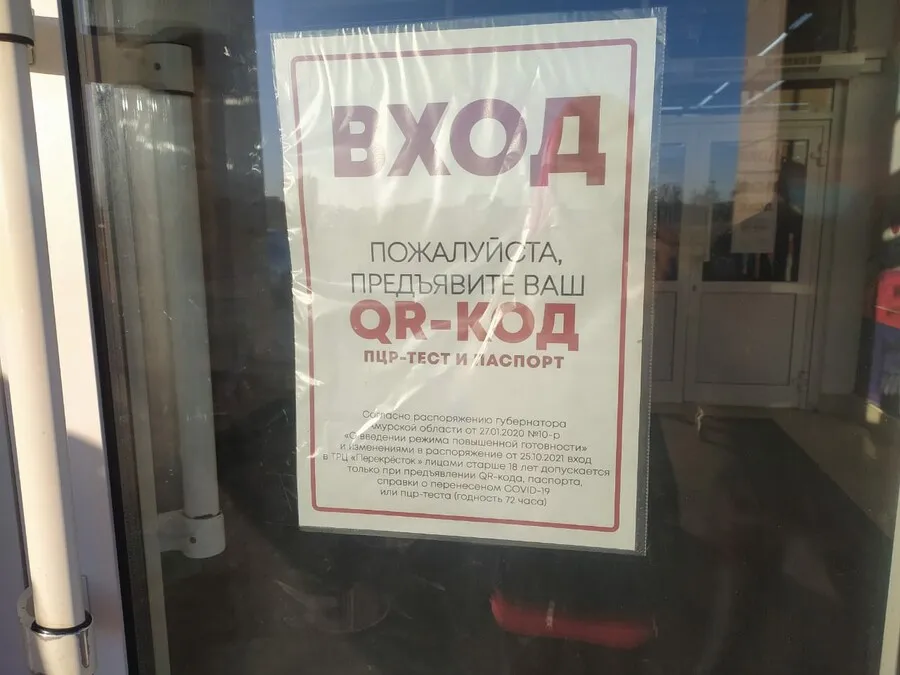 ВХОД
ПОЖАЛУЙСТА,
ПРЕДЪЯВИТЕ ВАШ
QR-КОД
ПЦР-ТЕСТ И ПАСПОРТ
Согласно распоряжению губернатора
Амурской области от 27.01.2020 №10-р
«О введении режима повышенной готовности»
и изменениями в распоряжение от 25.10.2021 вход
в ТРЦ «Перекрёсток» лицами старше 18 лет допускается
только при предъявлении QR-кода, паспорта,
справки о перенесеном COVID-19
или пцр-теста (годность 72 часа)